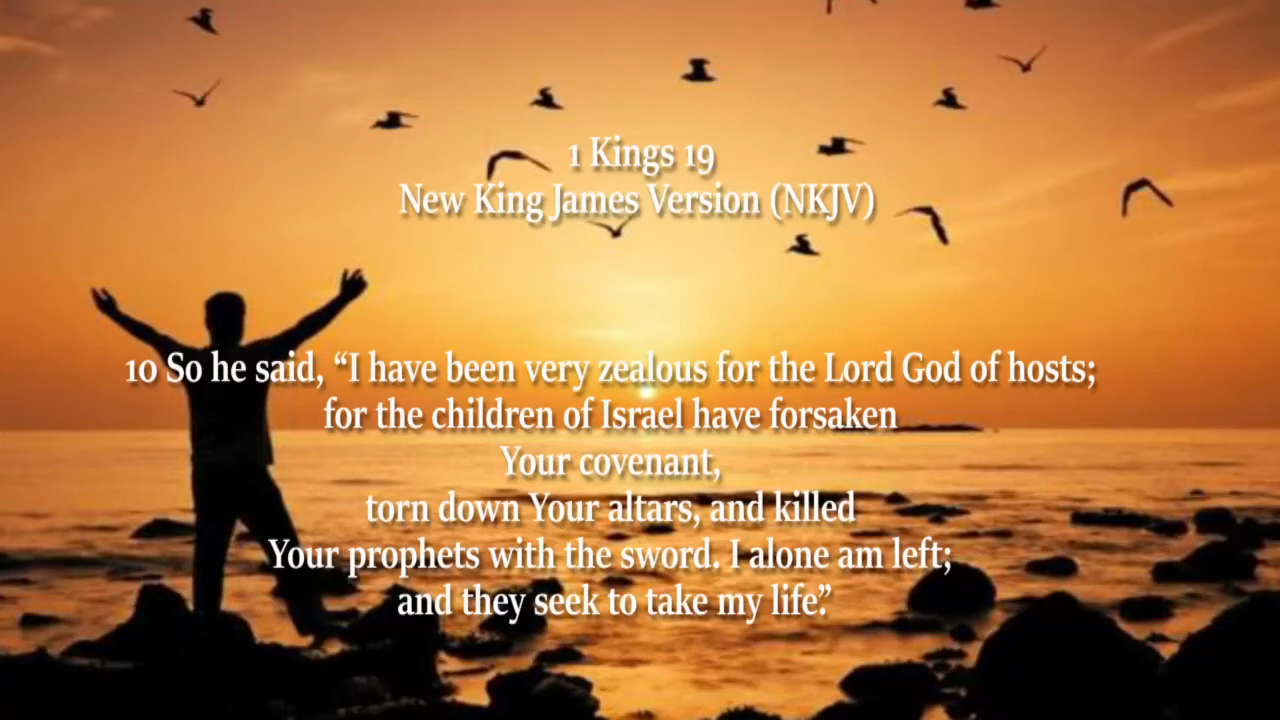 1 Kings 19
New King James Version (NKJV)
10 So he said, “I have been very zealous for the Lord God of hosts;
for the children of Israel have forsaken
Your covenant,
torn down Your altars, and killed
Your prophets with the sword. I alone am left;
and they seek to take my life.”